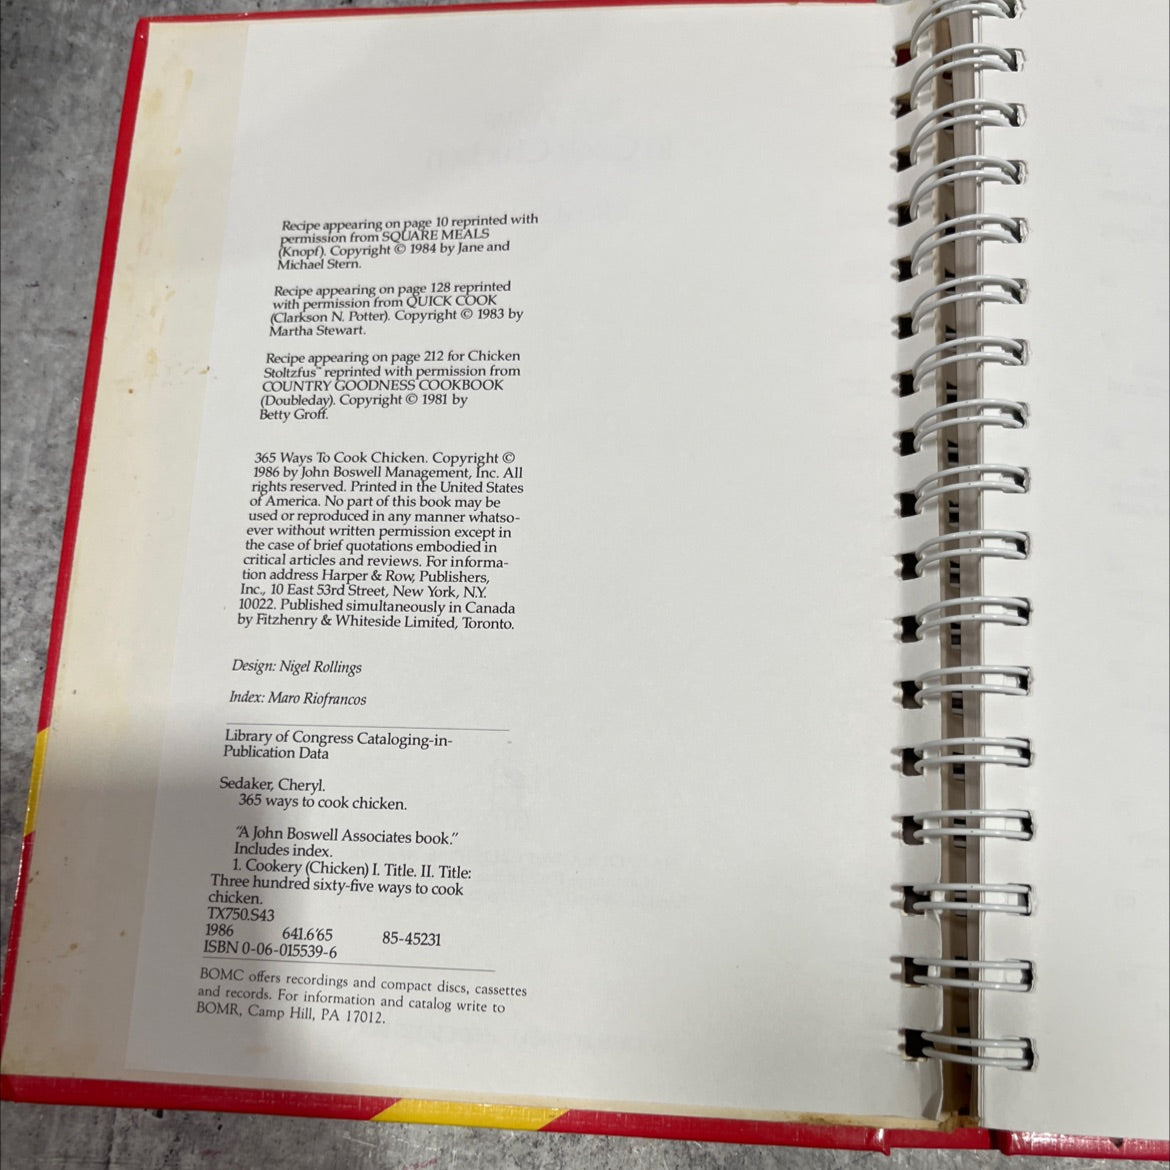 Recipe appearing on page 10 reprinted with
permission from SQUARE MEALS
(Knopf). Copyright © 1984 by Jane and
Michael Stern.
Recipe appearing on page 128 reprinted
with permission from QUICK COOK
(Clarkson N. Potter). Copyright © 1983 by
Martha Stewart.
Recipe appearing on page 212 for Chicken
Stoltzfus™ reprinted with permission from
COUNTRY GOODNESS COOKBOOK
(Doubleday). Copyright © 1981 by
Betty Groff.
365 Ways To Cook Chicken. Copyright ©
1986 by John Boswell Management, Inc. All
rights reserved. Printed in the United States
of America. No part of this book may be
used or reproduced in any manner whatso-
ever without written permission except in
the case of brief quotations embodied in
critical articles and reviews. For informa-
tion address Harper & Row, Publishers,
Inc., 10 East 53rd Street, New York, N.Y.
10022. Published simultaneously in Canada
by Fitzhenry & Whiteside Limited, Toronto.
Design: Nigel Rollings
Index: Maro Riofrancos
Library of Congress Cataloging-in-
Publication Data
Sedaker, Cheryl.
365 ways to cook chicken.
"A John Boswell Associates book."
Includes index.
1. Cookery (Chicken) I. Title. II. Title:
Three hundred sixty-five ways to cook
chicken.
TX750.S43
1986 641.6'65 85-45231
ISBN 0-06-015539-6
BOMC offers recordings and compact discs, cassettes
and records. For information and catalog write to
BOMR, Camp Hill, PA 17012.